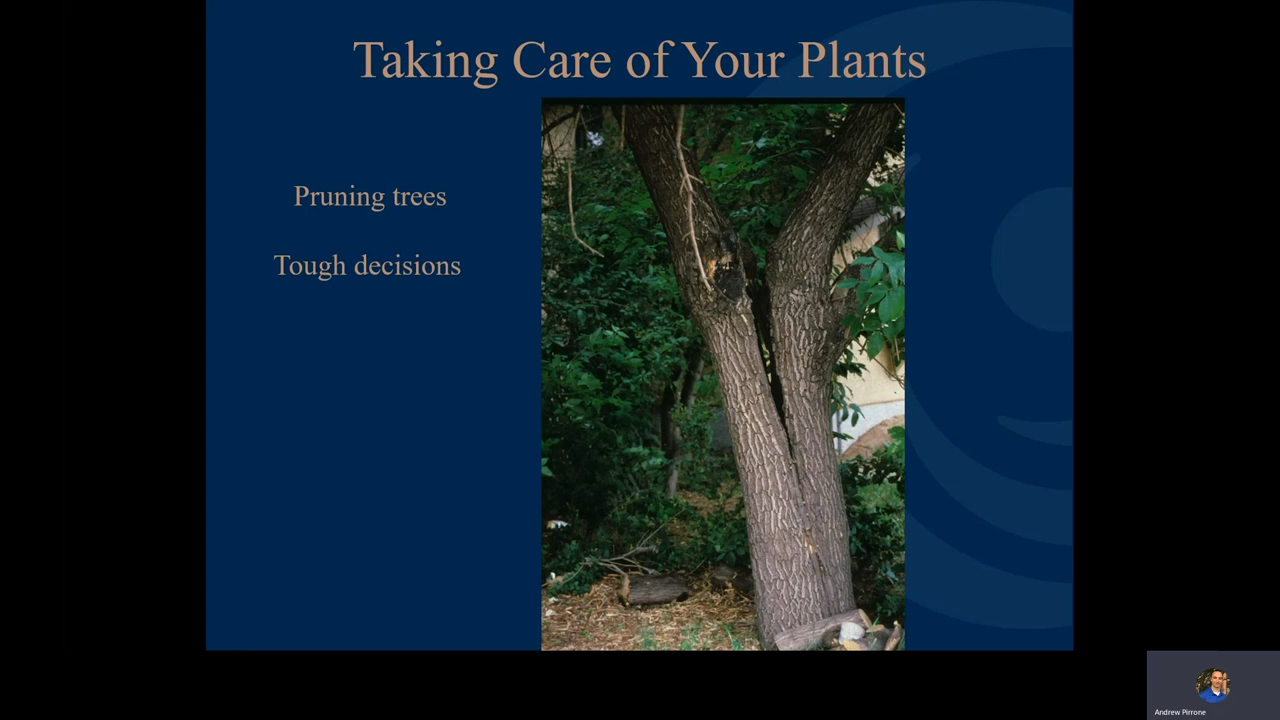 Taking Care of Your Plants
Pruning trees
Tough decisions
Andrew Pirrone